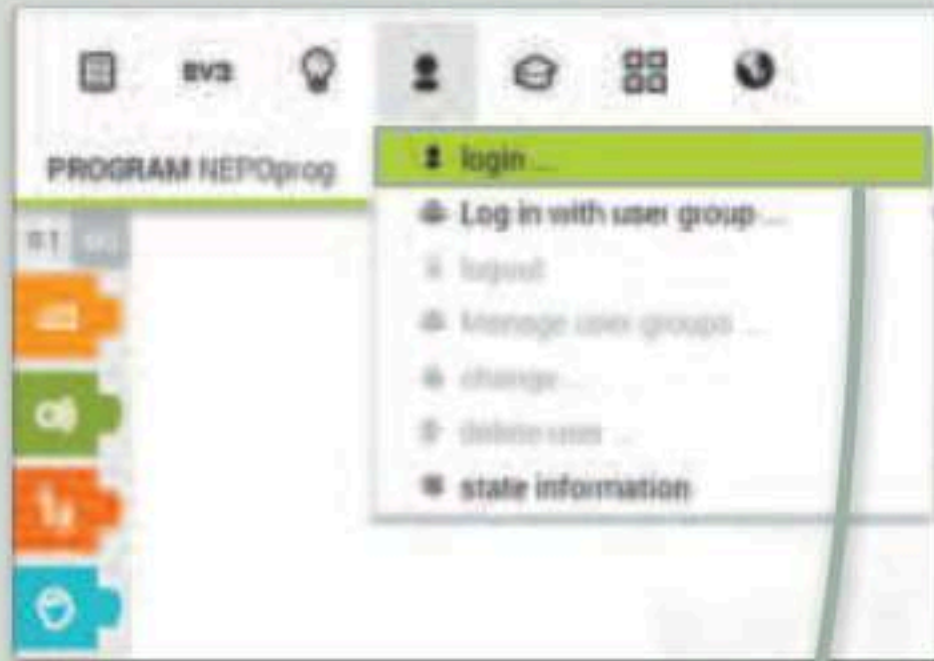 EV3
PROGRAM NEPOprog
login ...
Log in with user group ...
logout
Manage user groups ...
change ...
delete user ...
state information